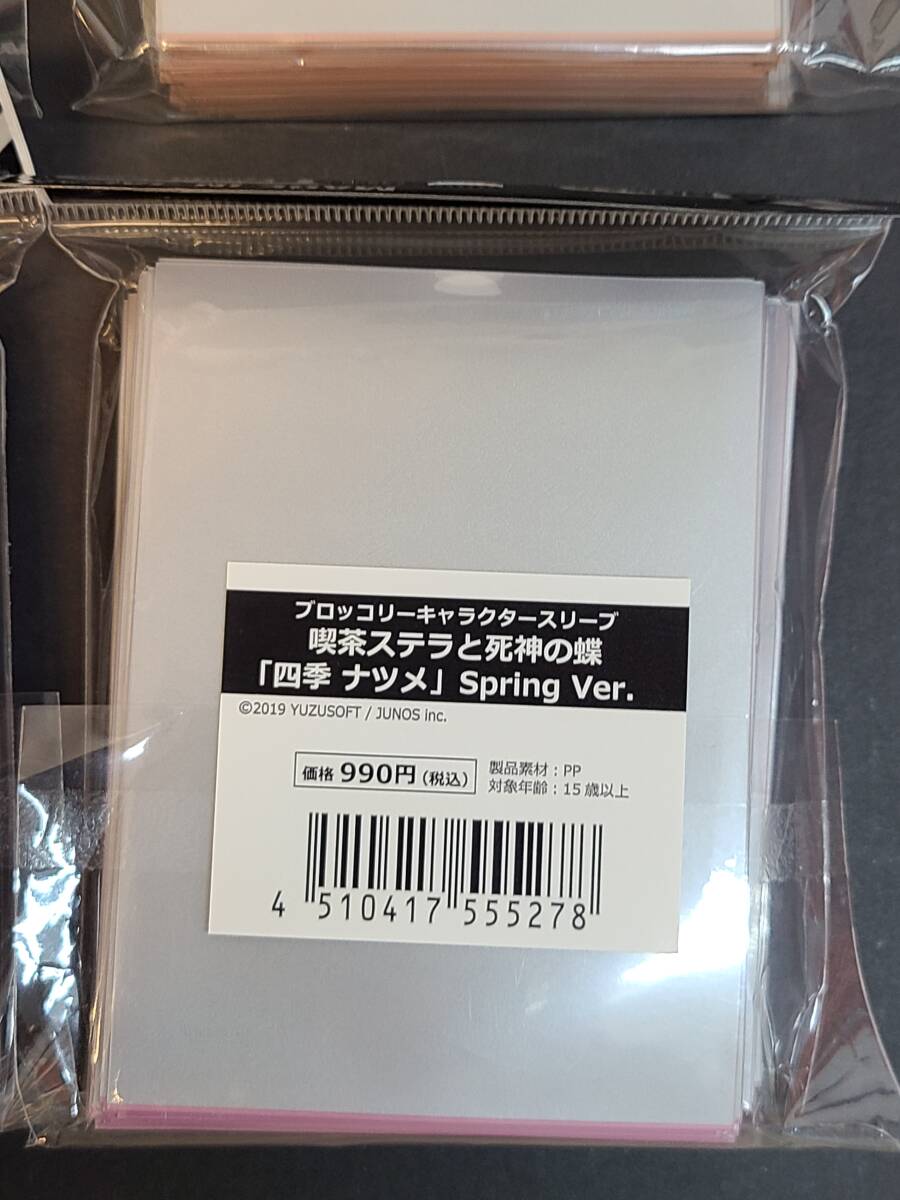 ブロッコリーキャラクタースリーブ
喫茶ステラと死神の蝶
「四季 ナツメ」Spring Ver.
©2019 YUZUSOFT / JUNOS inc.
価格 990円(税込)
製品素材:PP
対象年齢:15歳以上
4 510417 555278